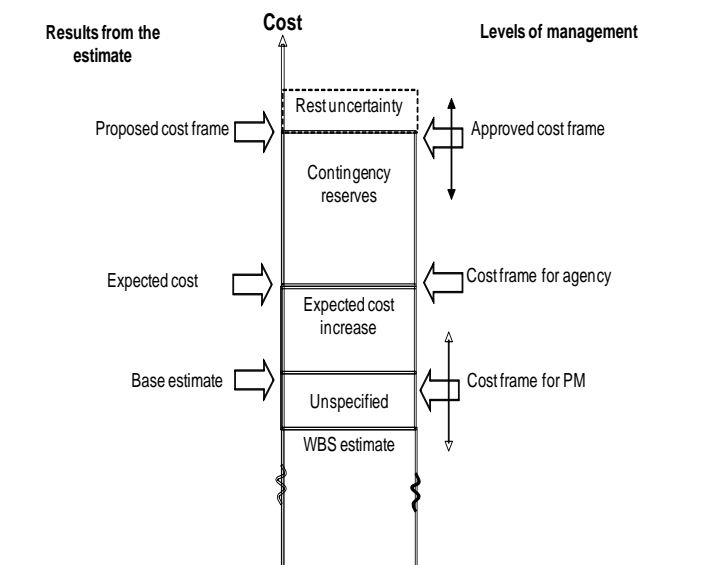 Results from the
estimate
Cost
Levels of management
Rest uncertainty
Proposed cost frame
Approved cost frame
Contingency
reserves
Expected cost
Cost frame for agency
Expected cost
increase
Base estimate
Cost frame for PM
Unspecified
WBS estimate